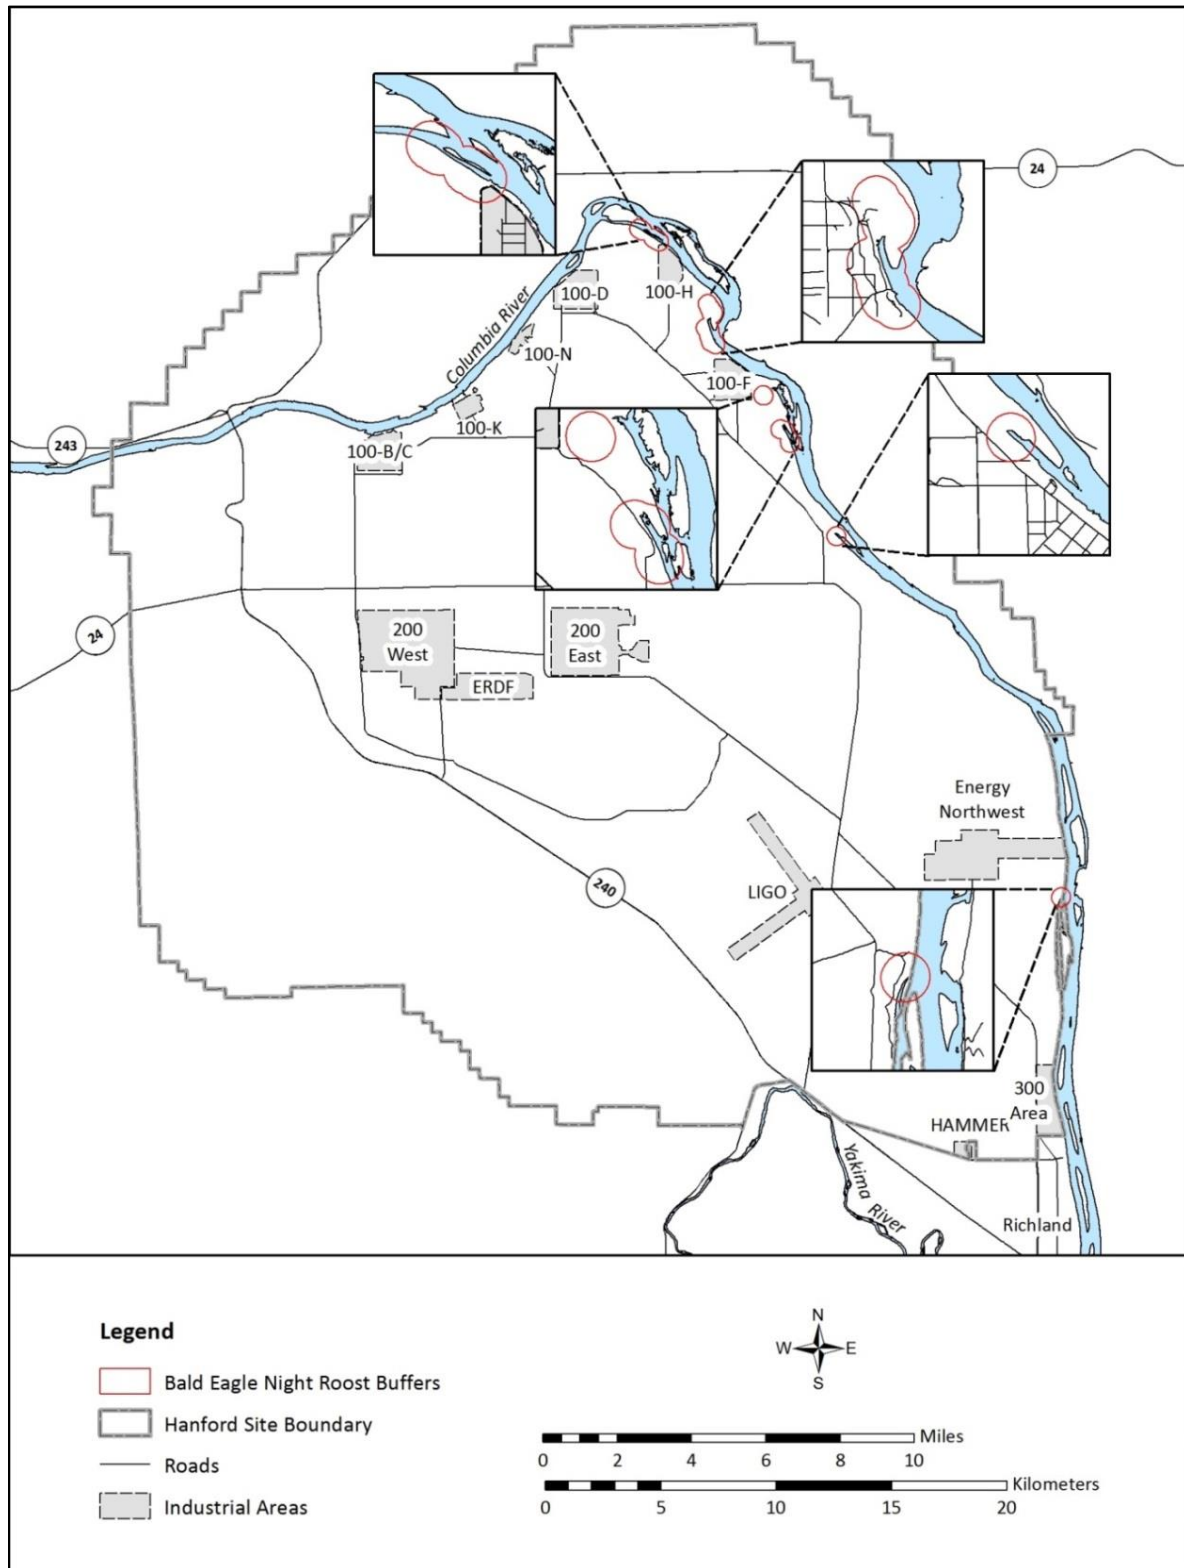 24
100-D
100-H
Columbia River
100-N
100-F
100-K
243
100-B/C
24
200
West
200
East
ERDF
Energy
Northwest
240
LIGO
300
Area
HAMMER
Yakima
River
Richland
Legend
Bald Eagle Night Roost Buffers
Hanford Site Boundary
Roads
Industrial Areas
N
W E
S
Miles
0 2 4 6 8 10
Kilometers
0 5 10 15 20